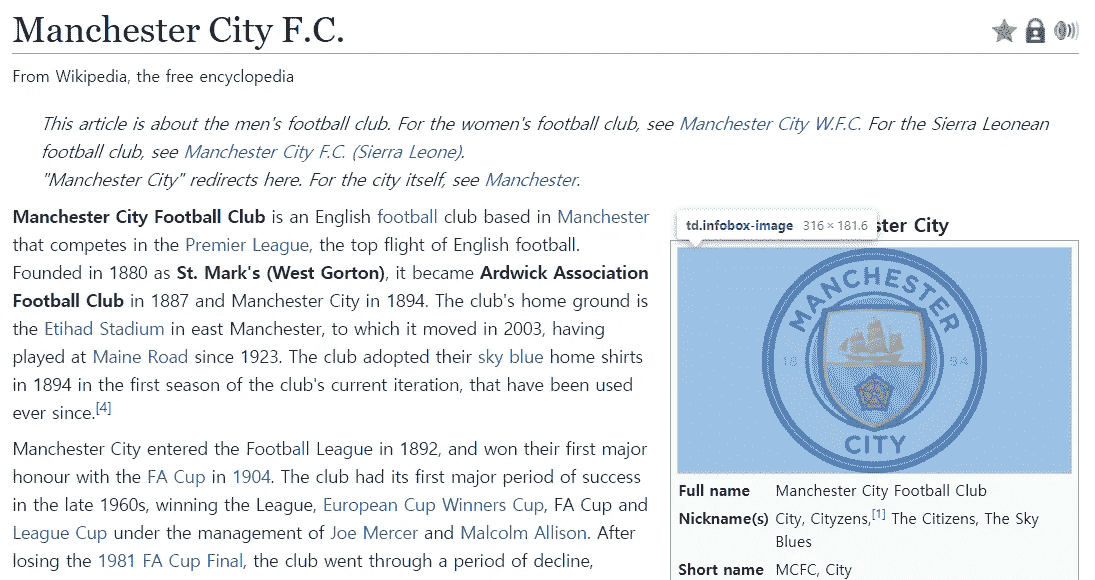 Manchester City F.C.
From Wikipedia, the free encyclopedia
This article is about the men's football club. For the women's football club, see Manchester City W.F.C. For the Sierra Leonean
football club, see Manchester City F.C. (Sierra Leone).
"Manchester City" redirects here. For the city itself, see Manchester.
Manchester City Football Club is an English football club based in Manchester
that competes in the Premier League, the top flight of English football.
Founded in 1880 as St. Mark's (West Gorton), it became Ardwick Association
Football Club in 1887 and Manchester City in 1894. The club's home ground is
the Etihad Stadium in east Manchester, to which it moved in 2003, having
played at Maine Road since 1923. The club adopted their sky blue home shirts
in 1894 in the first season of the club's current iteration, that have been used
ever since.[4]
Manchester City entered the Football League in 1892, and won their first major
honour with the FA Cup in 1904. The club had its first major period of success
in the late 1960s, winning the League, European Cup Winners Cup, FA Cup and
League Cup under the management of Joe Mercer and Malcolm Allison. After
losing the 1981 FA Cup Final, the club went through a period of decline,
td.infobox-image 316 × 181.6
ster City
MANCHESTER
18 94
CITY
Full name Manchester City Football Club
Nickname(s) City, Cityzens,[1] The Citizens, The Sky
Blues
Short name MCFC, City